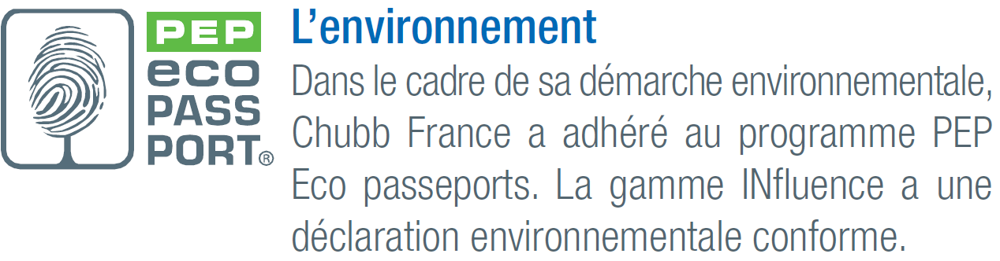 PEP
eco
PASS
PORT®
L’environnement
Dans le cadre de sa démarche environnementale,
Chubb France a adhéré au programme PEP
Eco passeports. La gamme INfluence a une
déclaration environnementale conforme.